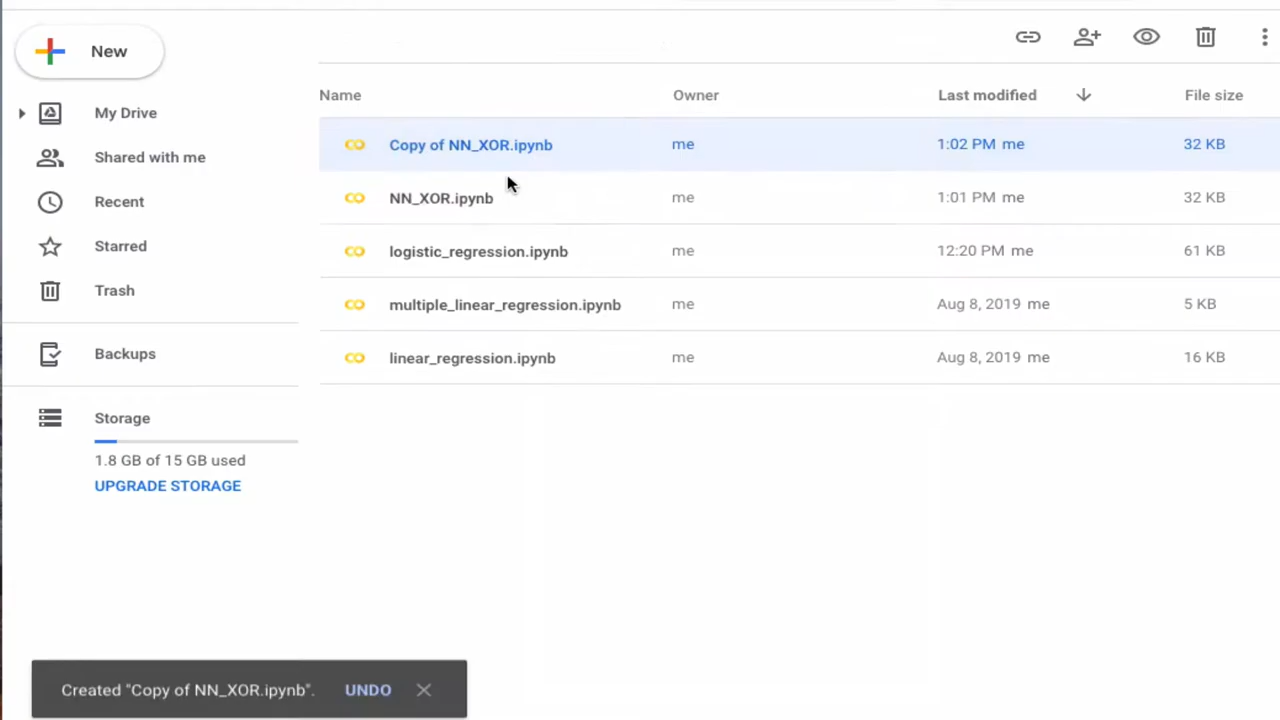 New
My Drive
Shared with me
Recent
Starred
Trash
Backups
Storage
1.8 GB of 15 GB used
UPGRADE STORAGE
Name Owner Last modified File size
Copy of NN_XOR.ipynb me 1:02 PM me 32 KB
NN_XOR.ipynb me 1:01 PM me 32 KB
logistic_regression.ipynb me 12:20 PM me 61 KB
multiple_linear_regression.ipynb me Aug 8, 2019 me 5 KB
linear_regression.ipynb me Aug 8, 2019 me 16 KB
Created "Copy of NN_XOR.ipynb". UNDO